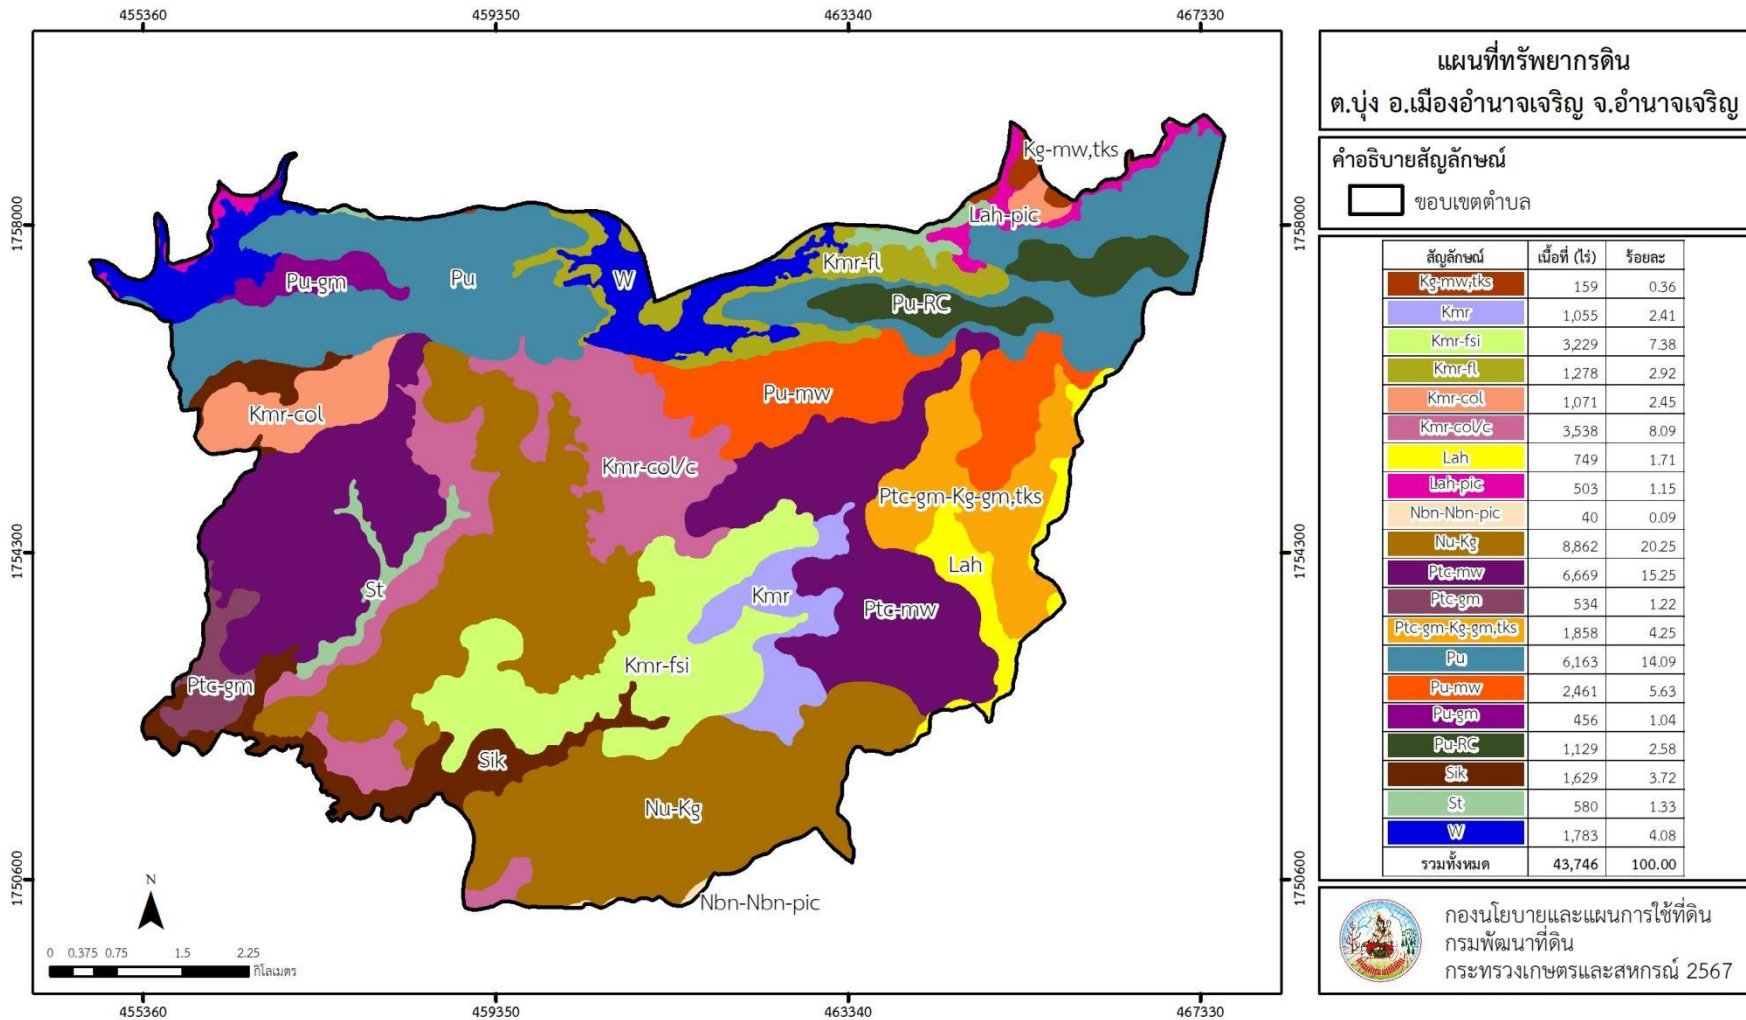 455360
459350
463340
467330
1758000
1754300
1750600
Kg-mw,tks
Lah-pic
Kmr-fl
W
Pu
Pu-gm
Pu-RC
Kmr-col
Pu-mw
Kmr-col/c
Ptc-gm-Kg-gm,tks
Lah
St
Kmr
Ptc-mw
Kmr-fsi
Ptc-gm
Sik
Nu-Kg
Nbn-Nbn-pic
N
0 0.375 0.75 1.5 2.25
กิโลเมตร
1758000
1754300
1750600
455360
459350
463340
467330
แผนที่ทรัพยากรดิน
ต.บุ่ง อ.เมืองอำนาจเจริญ จ.อำนาจเจริญ
คำอธิบายสัญลักษณ์
ขอบเขตตำบล
สัญลักษณ์ เนื้อที่ (ไร่) ร้อยละ
Kg-mw,tks 159 0.36
Kmr 1,055 2.41
Kmr-fsi 3,229 7.38
Kmr-fl 1,278 2.92
Kmr-col 1,071 2.45
Kmr-col/c 3,538 8.09
Lah 749 1.71
Lah-pic 503 1.15
Nbn-Nbn-pic 40 0.09
Nu-Kg 8,862 20.25
Ptc-mw 6,669 15.25
Ptc-gm 534 1.22
Ptc-gm-Kg-gm,tks 1,858 4.25
Pu 6,163 14.09
Pu-mw 2,461 5.63
Pu-gm 456 1.04
Pu-RC 1,129 2.58
Sik 1,629 3.72
St 580 1.33
W 1,783 4.08
รวมทั้งหมด 43,746 100.00
กองนโยบายและแผนการใช้ที่ดิน
กรมพัฒนาที่ดิน
กระทรวงเกษตรและสหกรณ์ 2567